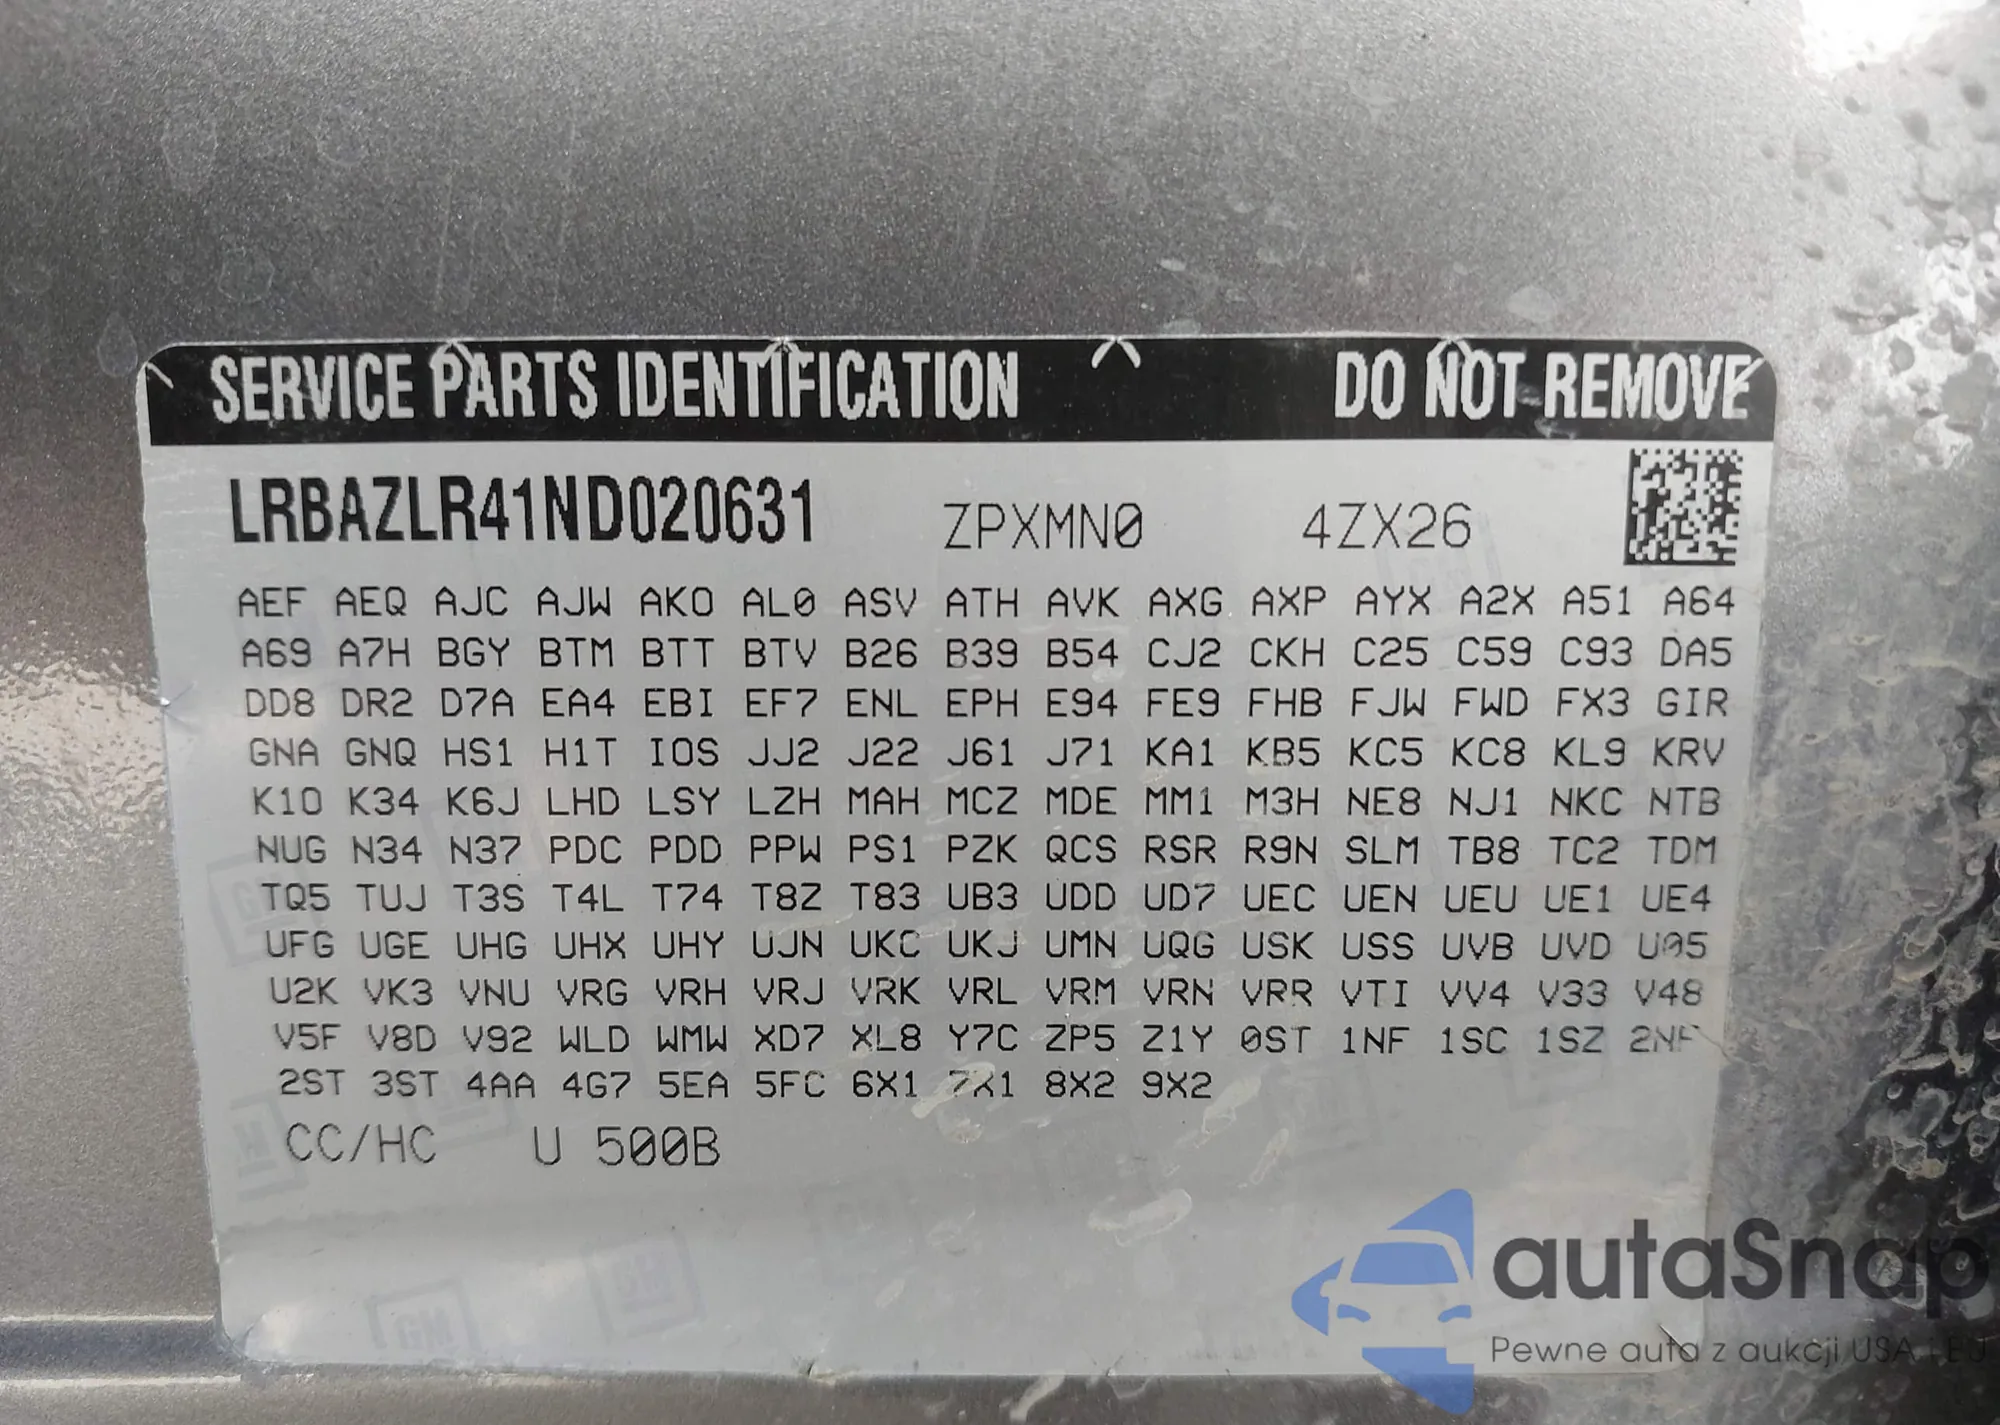 SERVICE PARTS IDENTIFICATION DO NOT REMOVE
LRBAZLR41ND020631 ZPXMN0 4ZX26
AEF AEQ AJC AJW AKO AL0 ASV ATH AVK AXG AXP AYX A2X A51 A64
A69 A7H BGY BTM BTT BTV B26 B39 B54 CJ2 CKH C25 C59 C93 DA5
DD8 DR2 D7A EA4 EBI EF7 ENL EPH E94 FE9 FHB FJW FWD FX3 GIR
GNA GNQ HS1 H1T IOS JJ2 J22 J61 J71 KA1 KB5 KC5 KC8 KL9 KRV
K10 K34 K6J LHD LSY LZH MAH MCZ MDE MM1 M3H NE8 NJ1 NKC NTB
NUG N34 N37 PDC PDD PPW PS1 PZK QCS RSR R9N SLM TB8 TC2 TDM
TQ5 TUJ T3S T4L T74 T8Z T83 UB3 UDD UD7 UEC UEN UEU UE1 UE4
UFG UGE UHG UHX UHY UJN UKC UKJ UMN UQG USK USS UVB UVD U05
U2K VK3 VNU VRG VRH VRJ VRK VRL VRM VRN VRR VTI VV4 V33 V48
V5F V8D V92 WLD WMW XD7 XL8 Y7C ZP5 Z1Y 0ST 1NF 1SC 1SZ 2NF
2ST 3ST 4AA 4G7 5EA 5FC 6X1 7X1 8X2 9X2
CC/HC U 500B
autaSnap
Pewne auta z aukcji USA i EU